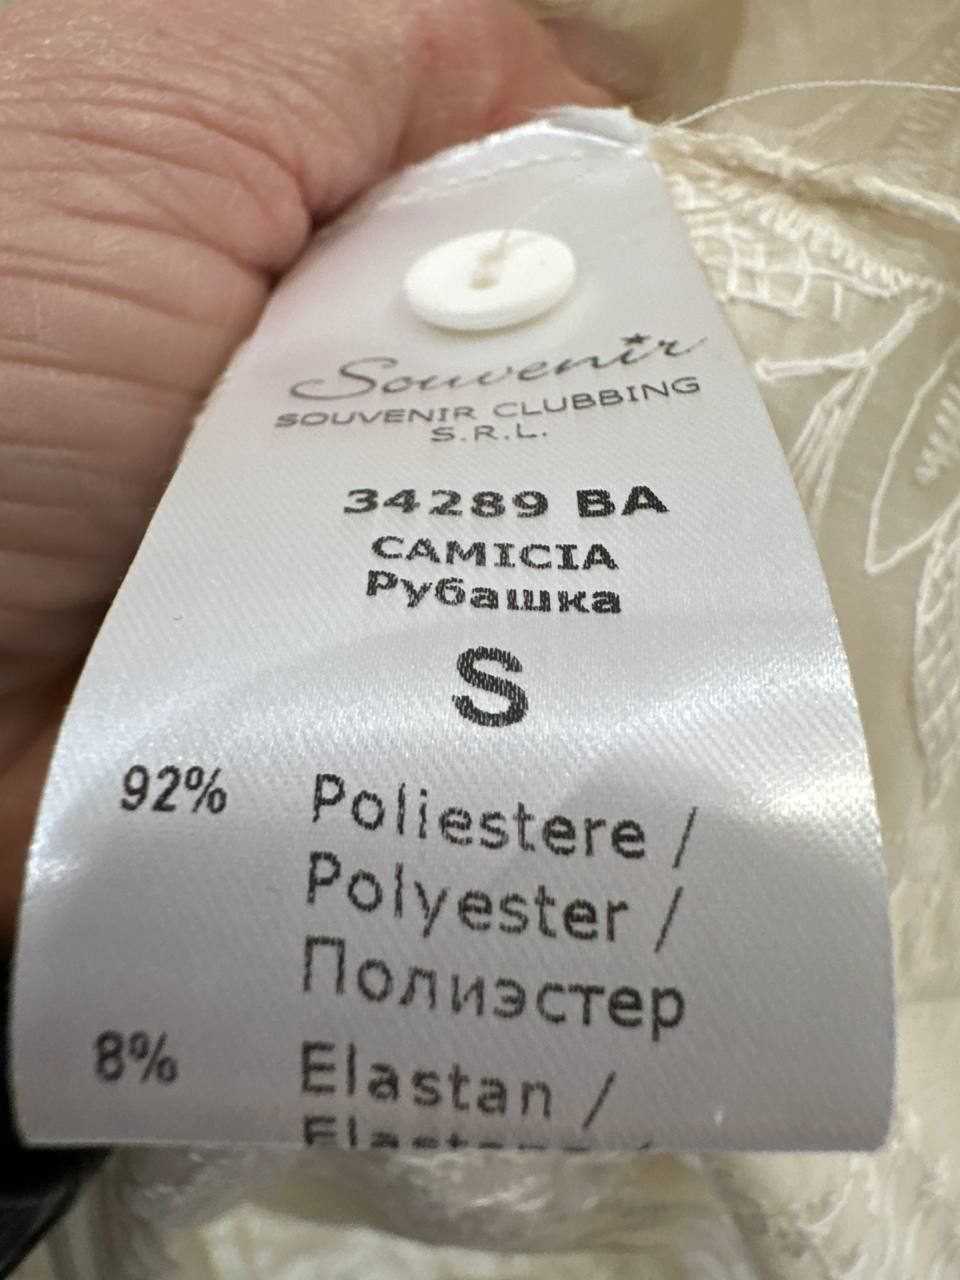 Souvenir
SOUVENIR CLUBBING
S.R.L.
34289 BA
CAMICIA
Рубашка
S
92% Poliestere /
Polyester /
Полиэстер
8% Elastan /